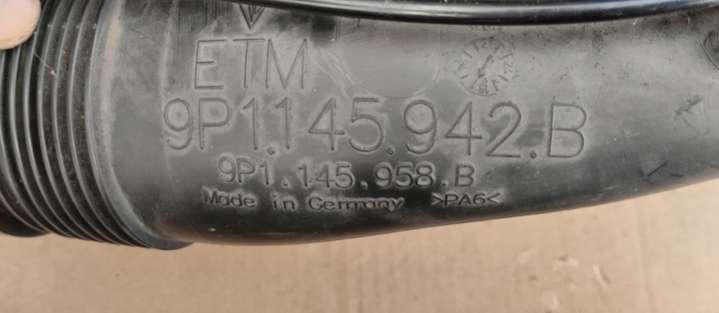 ETM
9P1.145.942.B
9P1.145.958.B
Made in Germany >PA6<